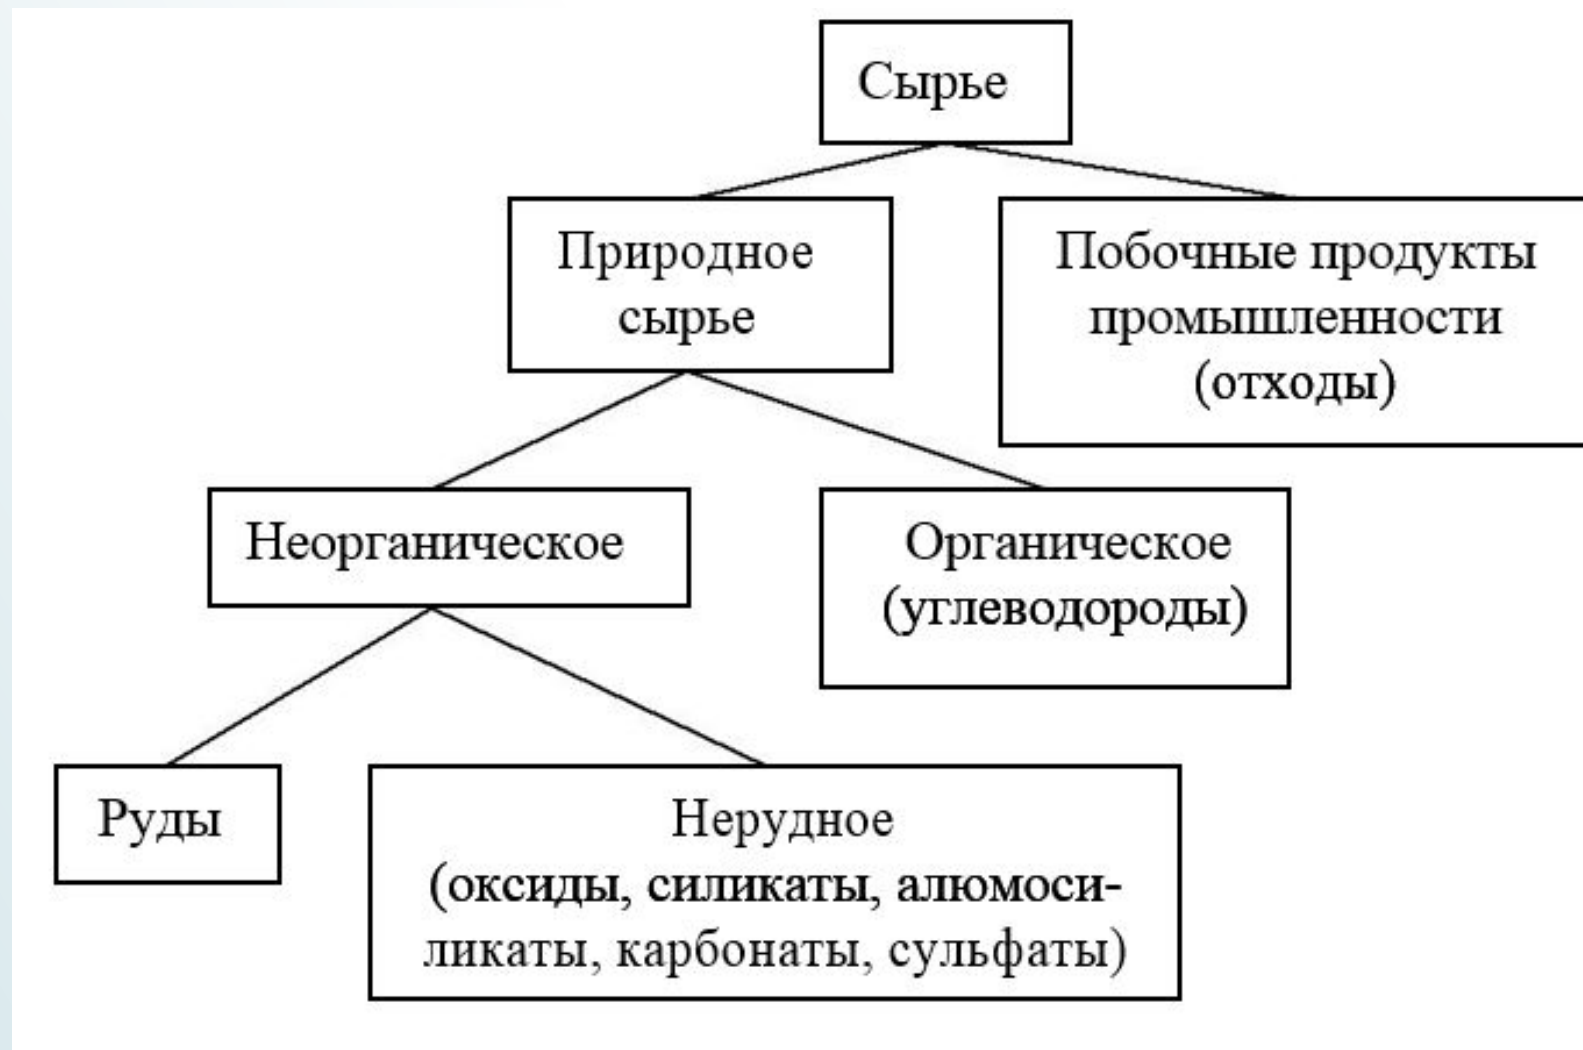 Сырье
Природное
сырье
Побочные продукты
промышленности
(отходы)
Неорганическое
Органическое
(углеводороды)
Руды
Нерудное
(оксиды, силикаты, алюмоси-
ликаты, карбонаты, сульфаты)